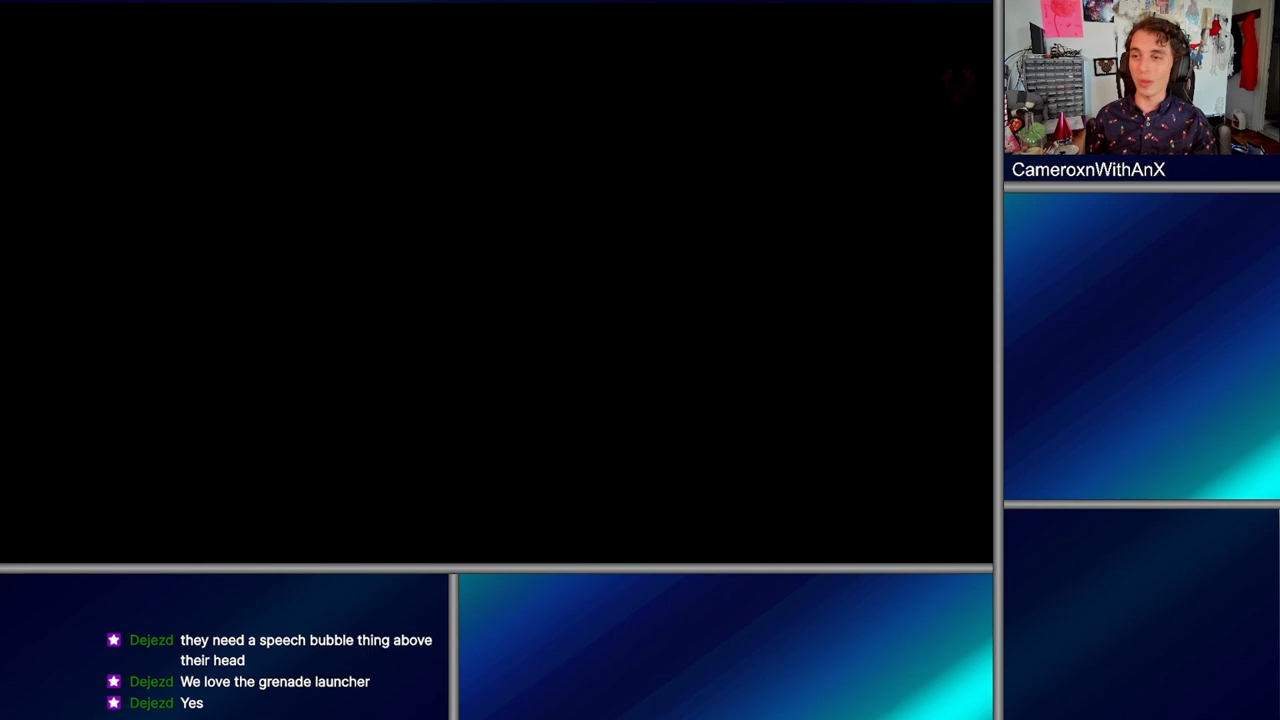 CameroxnWithAnX
Dejezd they need a speech bubble thing above
their head
Dejezd We love the grenade launcher
Dejezd Yes